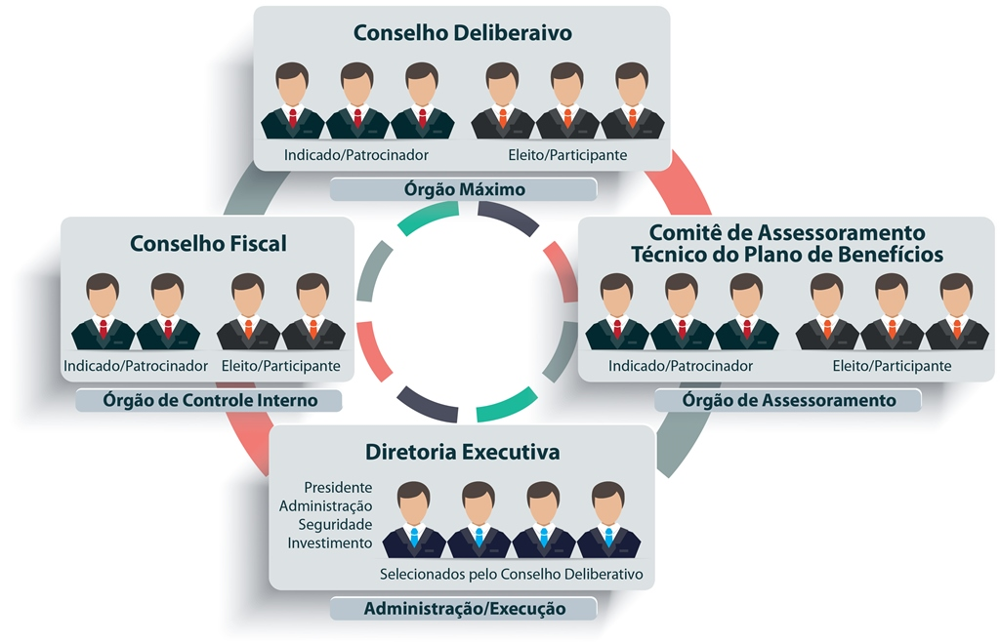 Conselho Deliberaivo
Indicado/Patrocinador
Eleito/Participante
Órgão Máximo
Conselho Fiscal
Indicado/Patrocinador
Eleito/Participante
Órgão de Controle Interno
Comitê de Assessoramento
Técnico do Plano de Benefícios
Indicado/Patrocinador
Eleito/Participante
Órgão de Assessoramento
Diretoria Executiva
Presidente
Administração
Seguridade
Investimento
Selecionados pelo Conselho Deliberativo
Administração/Execução